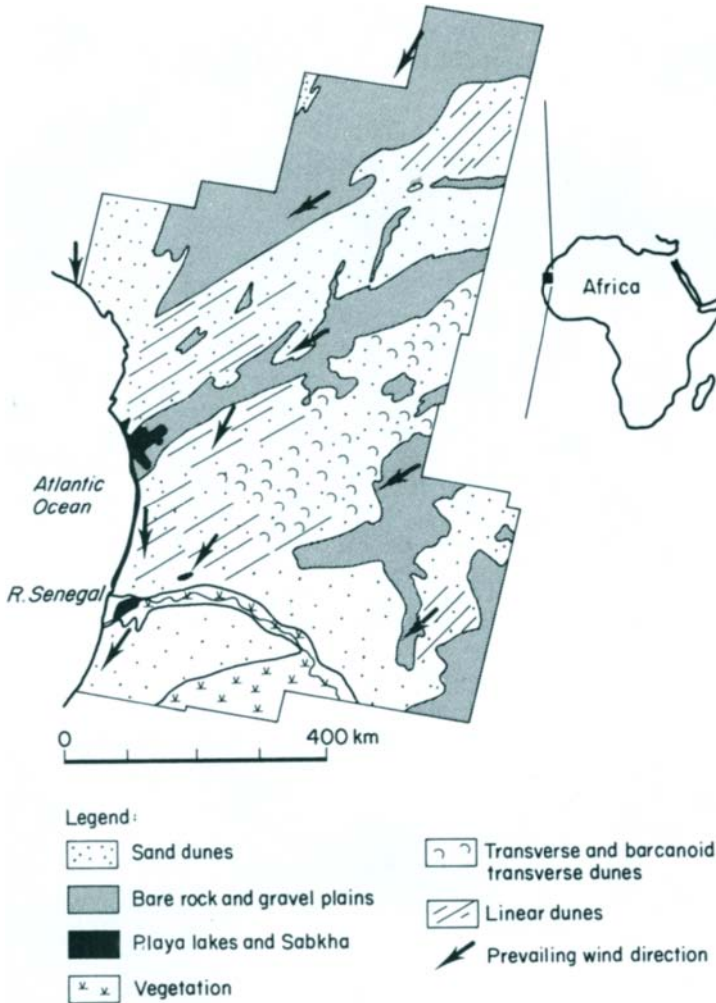 Africa
Atlantic
Ocean
R. Senegal
0 400 km
Legend:
Sand dunes
Bare rock and gravel plains
Playa lakes and Sabkha
Vegetation
Transverse and barcanoid
transverse dunes
Linear dunes
Prevailing wind direction